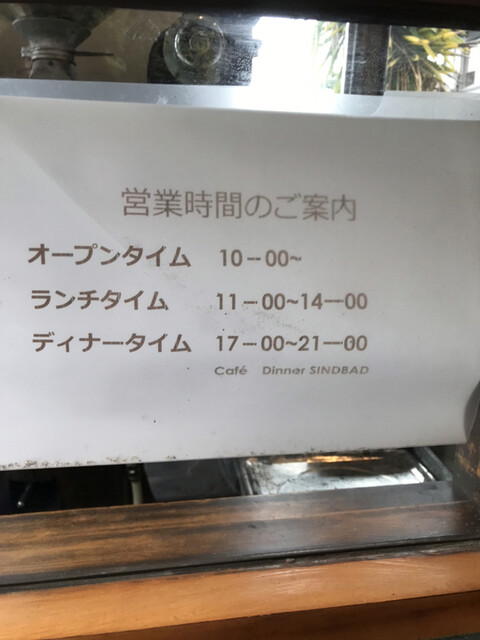 営業時間のご案内
オープンタイム 10－00~
ランチタイム 11－00~14－00
ディナータイム 17－00~21－00
Café Dinner SINDBAD